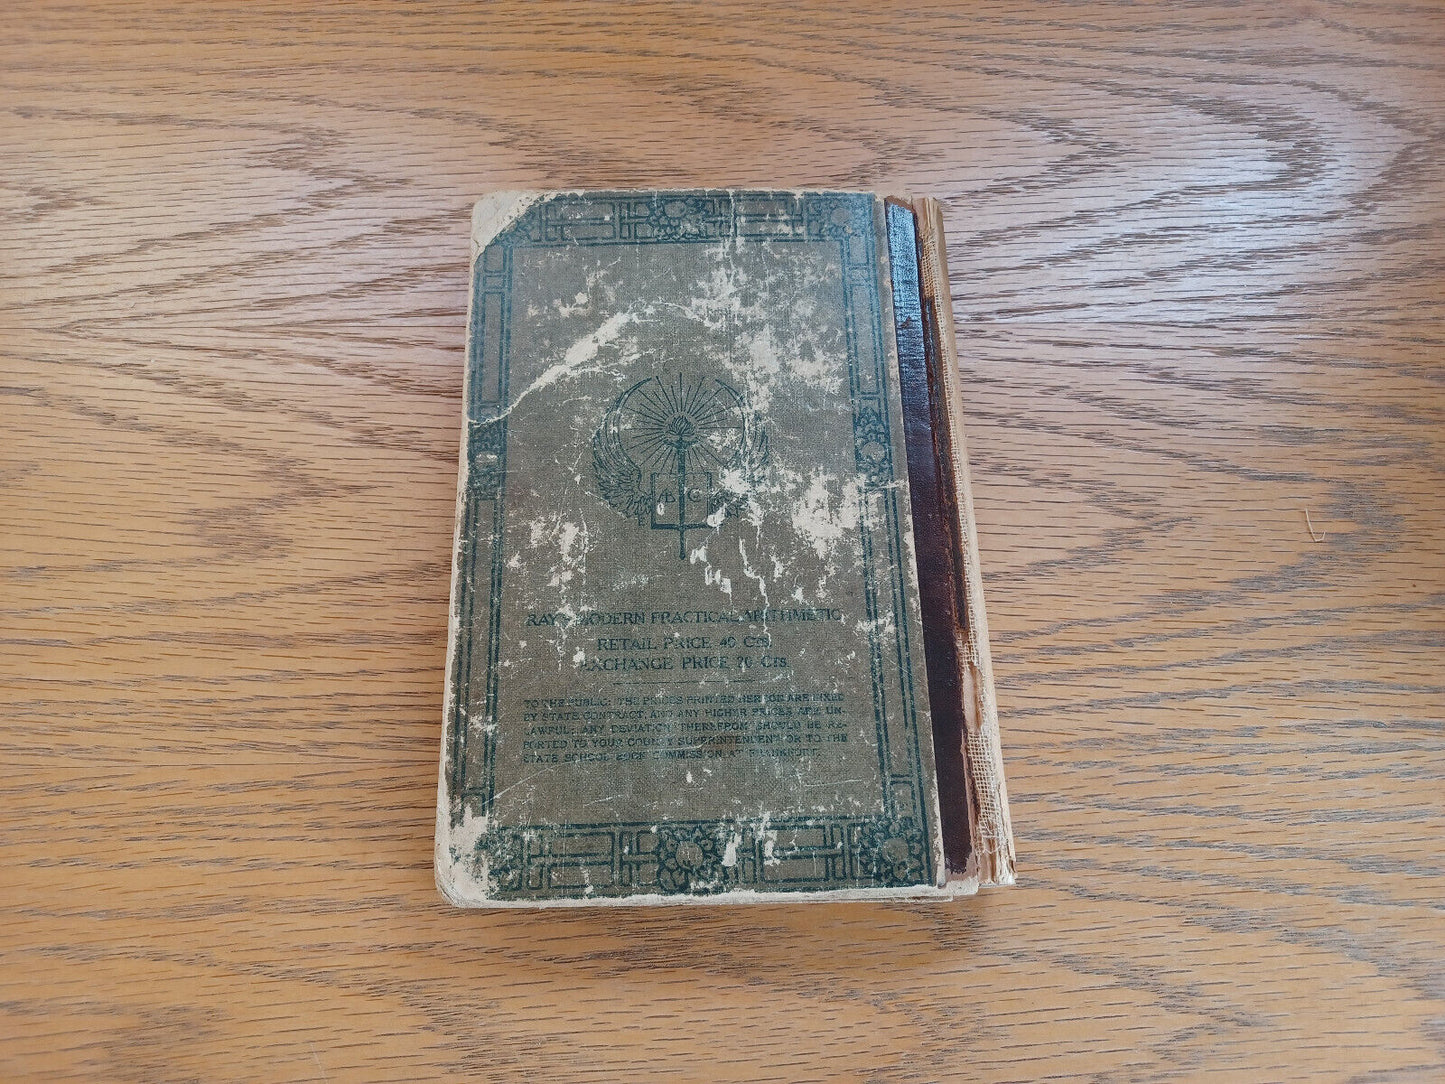 A B C
RAY'S MODERN PRACTICAL ARITHMETIC
RETAIL PRICE 40 Cts.
EXCHANGE PRICE 20 Cts.
TO THE PUBLIC: THE PRICES PRINTED HEREON ARE FIXED
BY STATE CONTRACT, AND ANY HIGHER PRICES ARE UN-
LAWFUL; ANY DEVIATION THEREFROM SHOULD BE RE-
PORTED TO YOUR COUNTY SUPERINTENDENT OR TO THE
STATE SCHOOL BOOK COMMISSION AT FRANKFORT.